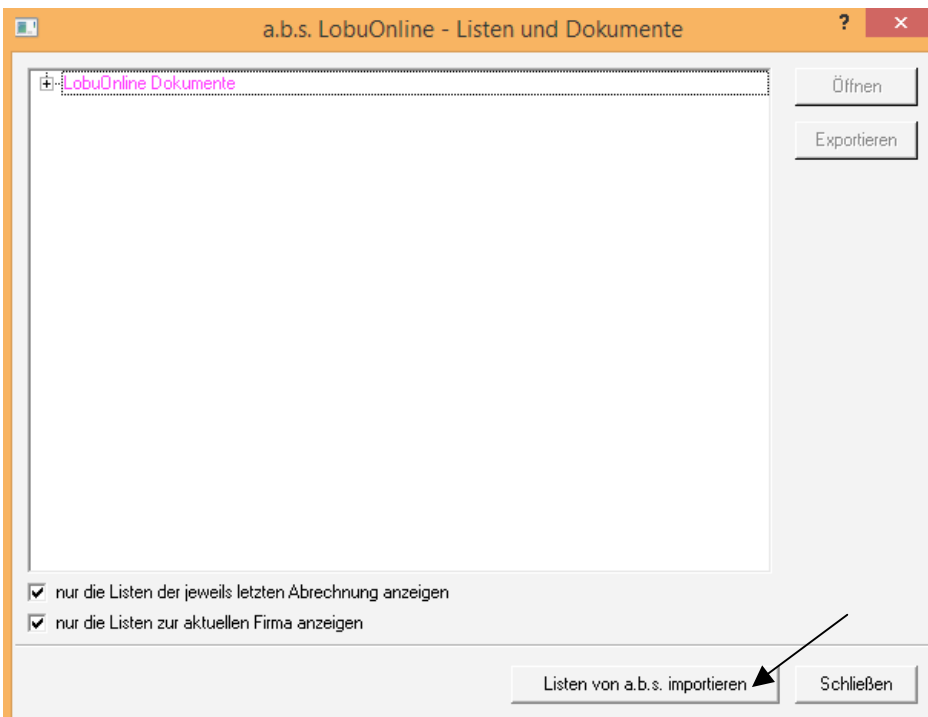 a.b.s. LobuOnline - Listen und Dokumente
?
LobuOnline Dokumente
Öffnen
Exportieren
nur die Listen der jeweils letzten Abrechnung anzeigen
nur die Listen zur aktuellen Firma anzeigen
Listen von a.b.s. importieren
Schließen